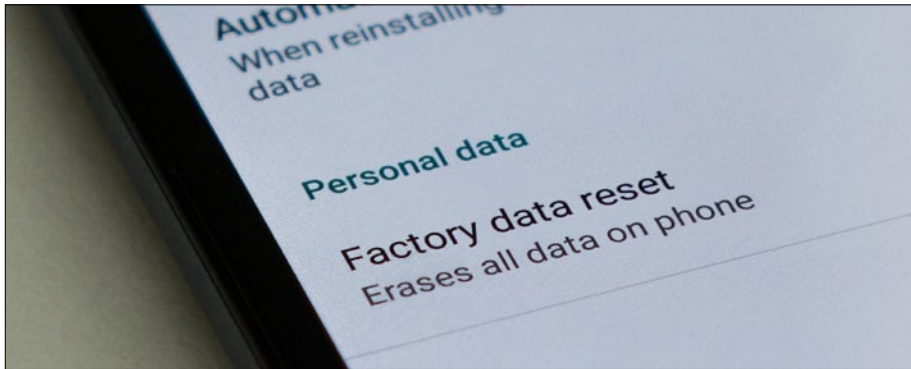 When reinstalling
data
Personal data
Factory data reset
Erases all data on phone